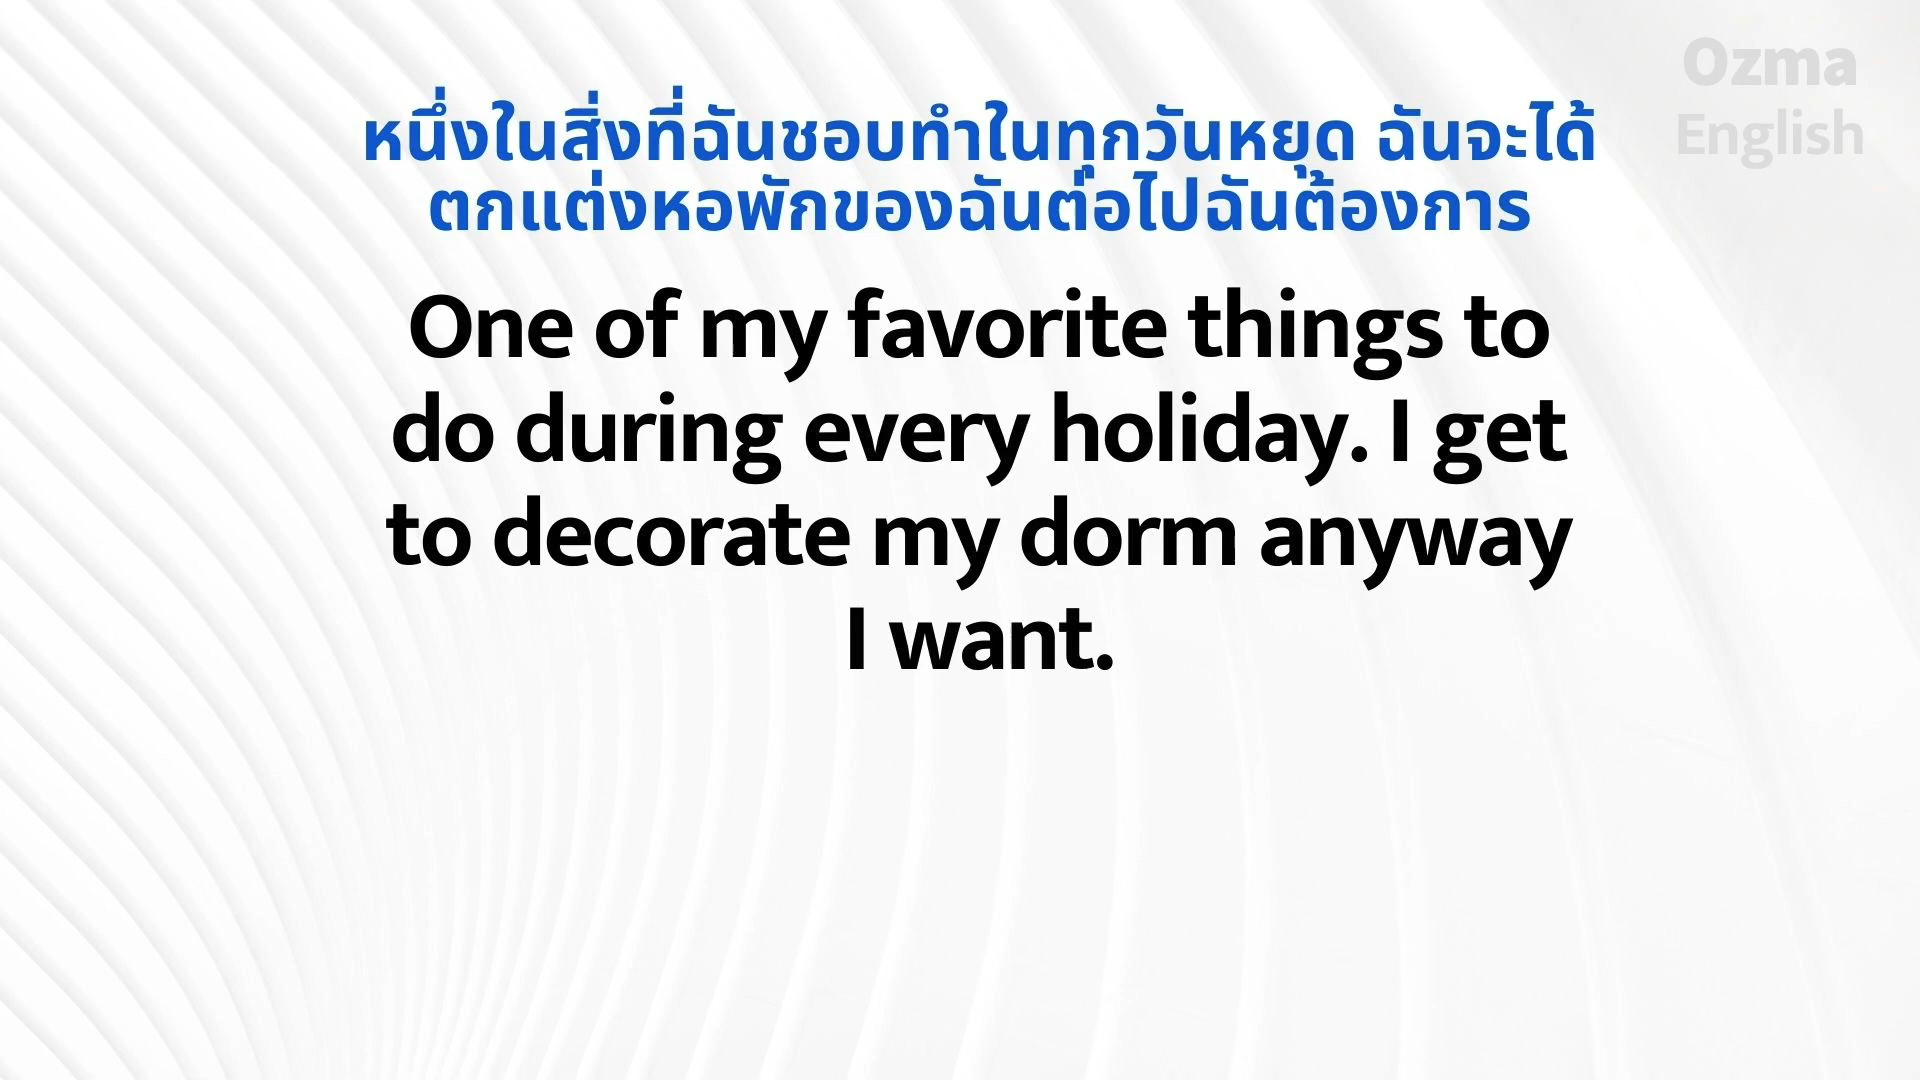 Ozma
English
หนึ่งในสิ่งที่ฉันชอบทำในทุกวันหยุด ฉันจะได้
ตกแต่งหอพักของฉันต่อไปฉันต้องการ
One of my favorite things to
do during every holiday. I get
to decorate my dorm anyway
I want.